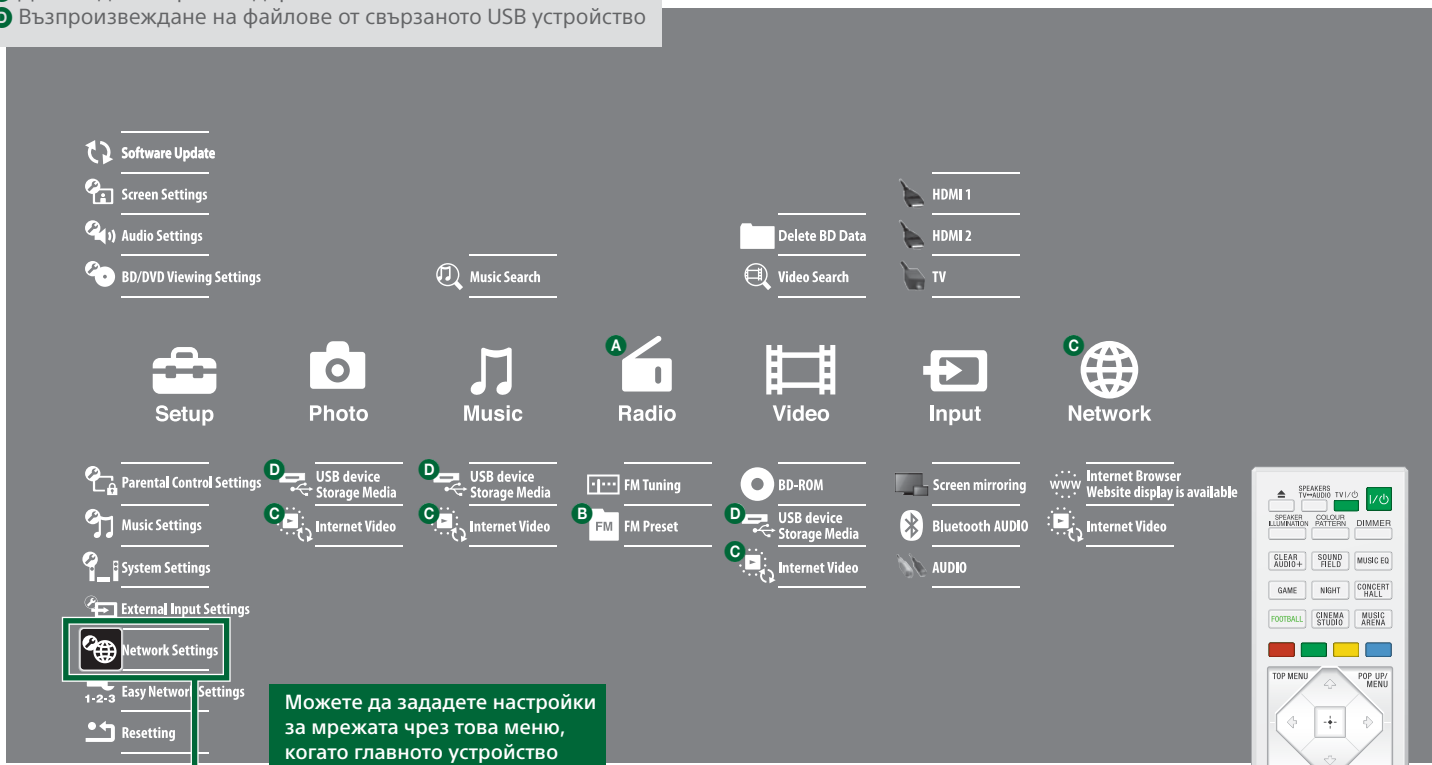 D Възпроизвеждане на файлове от свързаното USB устройство
Software Update
Screen Settings
Audio Settings
BD/DVD Viewing Settings
Music Search
Delete BD Data
Video Search
HDMI 1
HDMI 2
TV
Setup
Photo
Music
A
Radio
Video
Input
C
Network
Parental Control Settings
Music Settings
System Settings
External Input Settings
Network Settings
1-2-3 Easy Network Settings
Resetting
D USB device
Storage Media
C Internet Video
D USB device
Storage Media
C Internet Video
FM Tuning
B FM FM Preset
BD-ROM
D USB device
Storage Media
C Internet Video
Screen mirroring
Bluetooth AUDIO
AUDIO
www Internet Browser
Website display is available
Internet Video
Можете да зададете настройки
за мрежата чрез това меню,
когато главното устройство
SPEAKERS
TV↔AUDIO TV I/⏻ I/⏻
SPEAKER
ILLUMINATION
COLOUR
PATTERN
DIMMER
CLEAR
AUDIO+
SOUND
FIELD
MUSIC EQ
GAME
NIGHT
CONCERT
HALL
FOOTBALL
CINEMA
STUDIO
MUSIC
ARENA
TOP MENU
POP UP/
MENU